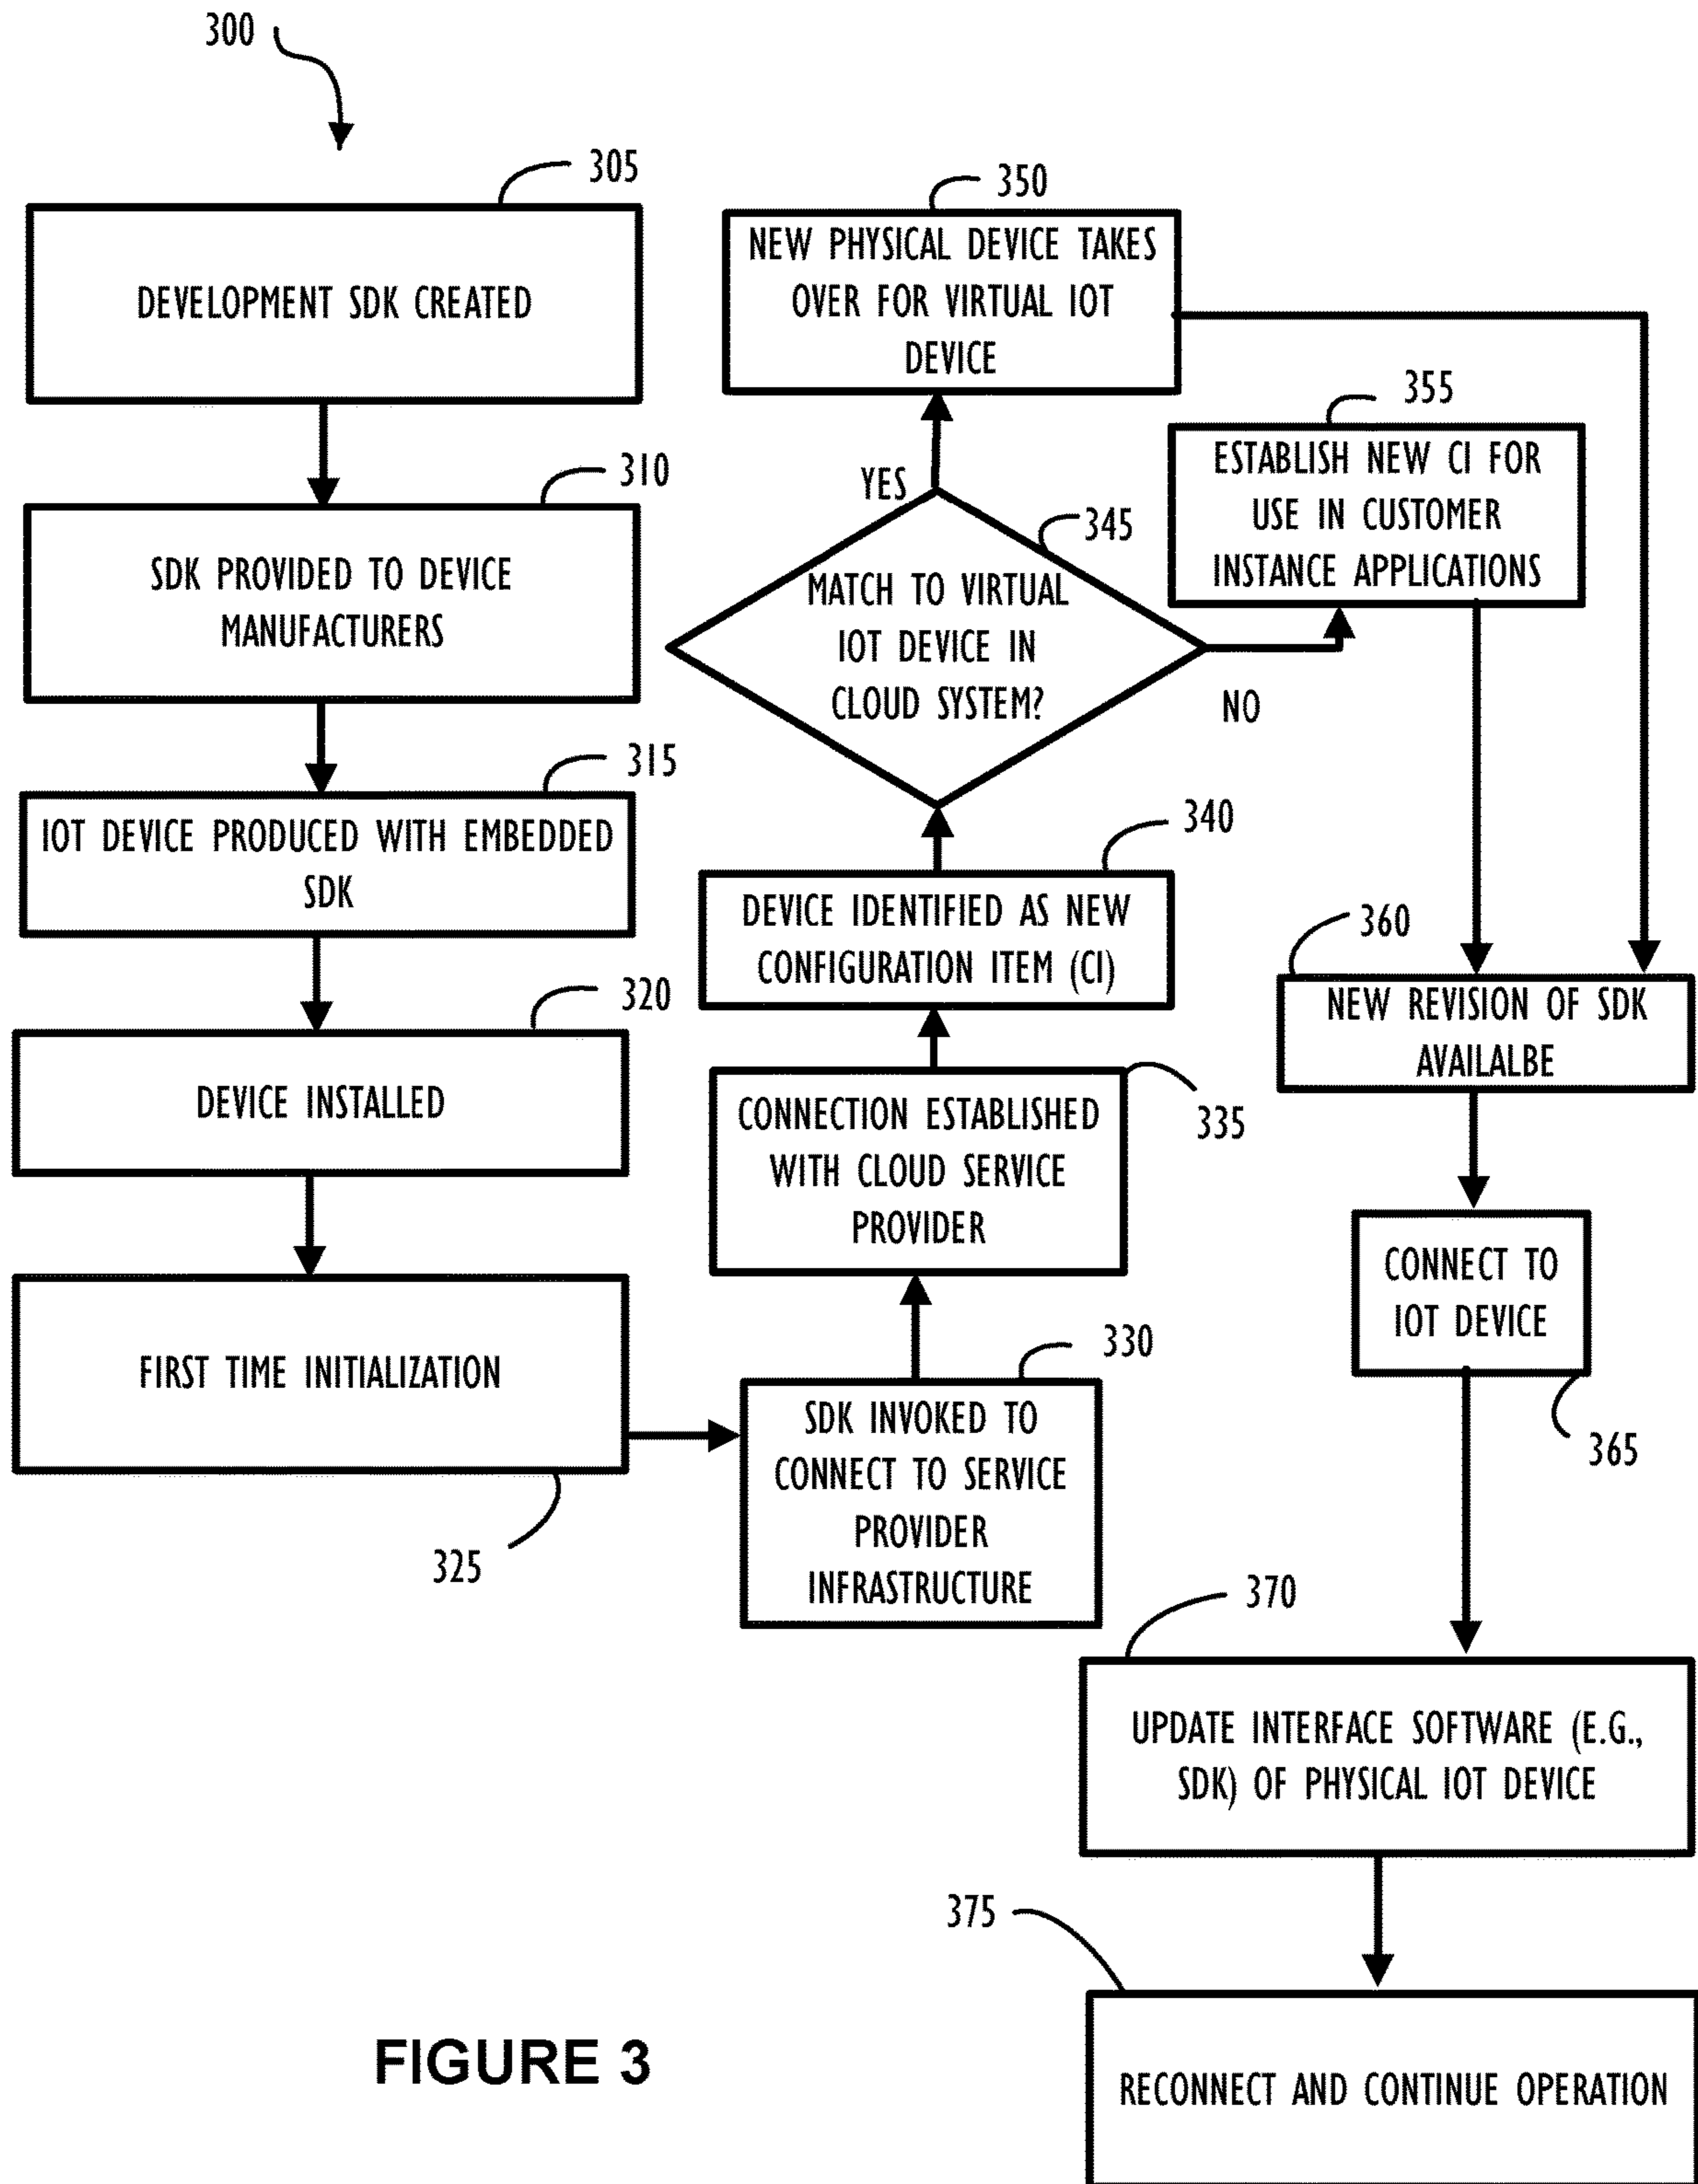 300
305
DEVELOPMENT SDK CREATED
310
SDK PROVIDED TO DEVICE
MANUFACTURERS
315
IOT DEVICE PRODUCED WITH EMBEDDED
SDK
320
DEVICE INSTALLED
FIRST TIME INITIALIZATION
325
330
SDK INVOKED TO
CONNECT TO SERVICE
PROVIDER
INFRASTRUCTURE
335
CONNECTION ESTABLISHED
WITH CLOUD SERVICE
PROVIDER
340
DEVICE IDENTIFIED AS NEW
CONFIGURATION ITEM (CI)
345
MATCH TO VIRTUAL
IOT DEVICE IN
CLOUD SYSTEM?
YES
NO
350
NEW PHYSICAL DEVICE TAKES
OVER FOR VIRTUAL IOT
DEVICE
355
ESTABLISH NEW CI FOR
USE IN CUSTOMER
INSTANCE APPLICATIONS
360
NEW REVISION OF SDK
AVAILALBE
CONNECT TO
IOT DEVICE
365
370
UPDATE INTERFACE SOFTWARE (E.G.,
SDK) OF PHYSICAL IOT DEVICE
375
RECONNECT AND CONTINUE OPERATION
FIGURE 3